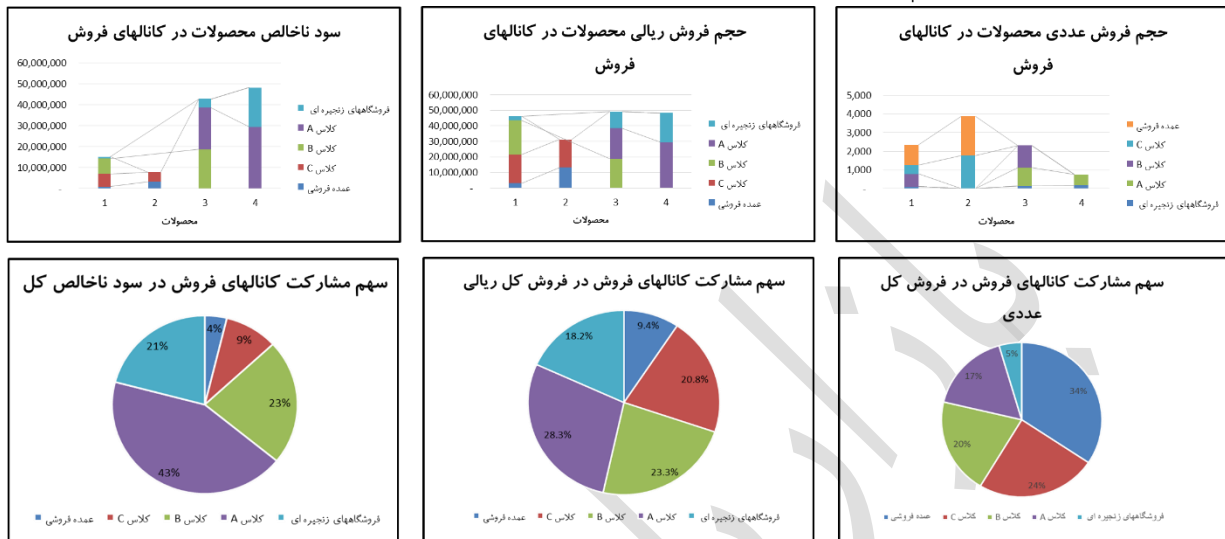 حجم فروش عددی محصولات در کانالهای
فروش
5,000
4,000
3,000
2,000
1,000
-
1 2 3 4
محصولات
عمده فروشی
کلاس C
کلاس B
کلاس A
فروشگاههای زنجیره ای
حجم فروش ریالی محصولات در کانالهای
فروش
60,000,000
50,000,000
40,000,000
30,000,000
20,000,000
10,000,000
-
1 2 3 4
محصولات
فروشگاههای زنجیره ای
کلاس A
کلاس B
کلاس C
عمده فروشی
سود ناخالص محصولات در کانالهای فروش
60,000,000
50,000,000
40,000,000
30,000,000
20,000,000
10,000,000
-
1 2 3 4
محصولات
فروشگاههای زنجیره ای
کلاس A
کلاس B
کلاس C
عمده فروشی
سهم مشارکت کانالهای فروش در فروش کل
عددی
5%
17%
34%
20%
24%
عمده فروشی کلاس C کلاس B کلاس A فروشگاههای زنجیره ای
سهم مشارکت کانالهای فروش در فروش کل ریالی
18.2%
9.4%
20.8%
28.3%
23.3%
عمده فروشی کلاس C کلاس B کلاس A فروشگاههای زنجیره ای
سهم مشارکت کانالهای فروش در سود ناخالص کل
4%
9%
21%
23%
43%
عمده فروشی کلاس C کلاس B کلاس A فروشگاههای زنجیره ای